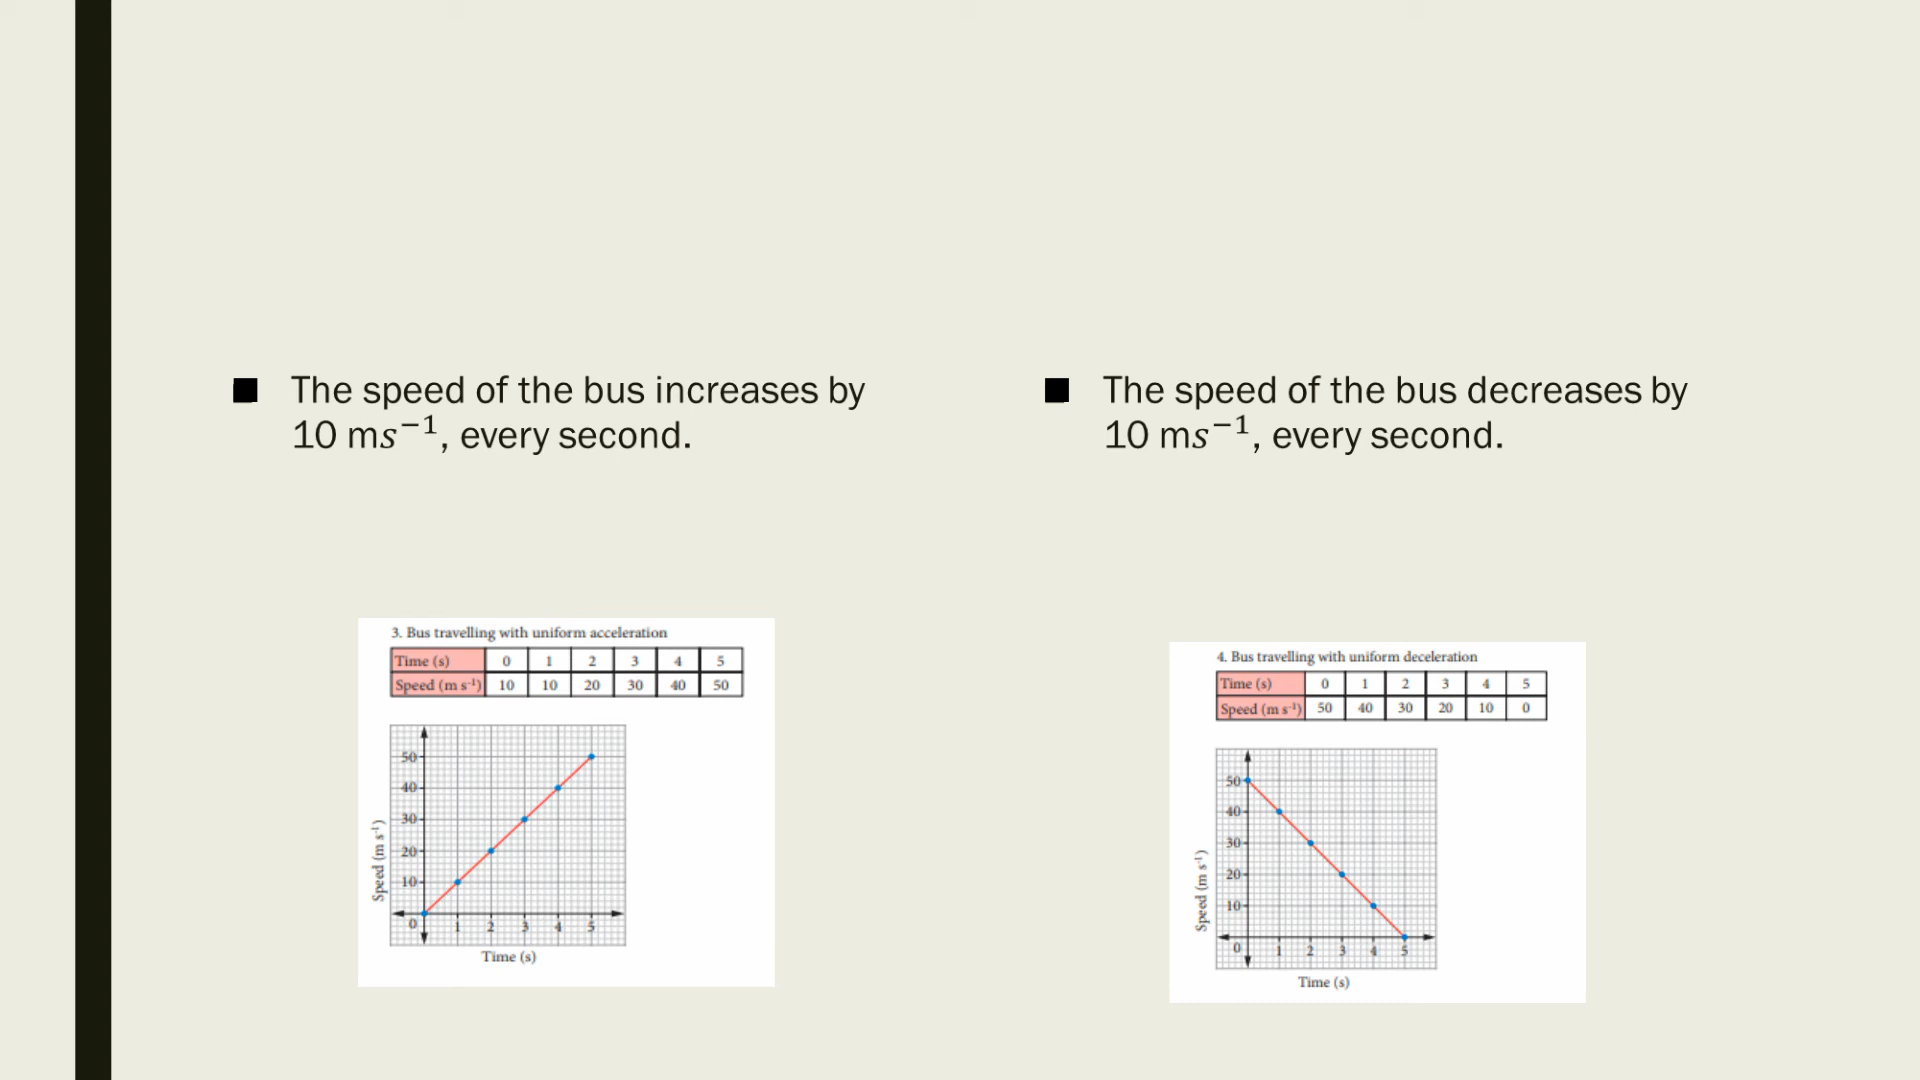 ■ The speed of the bus increases by
10 ms⁻¹, every second.
3. Bus travelling with uniform acceleration
Time (s) 0 1 2 3 4 5
Speed (m s⁻¹) 10 10 20 30 40 50
50
40
30
20
10
0 1 2 3 4 5
Speed (m s⁻¹)
Time (s)
■ The speed of the bus decreases by
10 ms⁻¹, every second.
4. Bus travelling with uniform deceleration
Time (s) 0 1 2 3 4 5
Speed (m s⁻¹) 50 40 30 20 10 0
50
40
30
20
10
0 1 2 3 4 5
Speed (m s⁻¹)
Time (s)